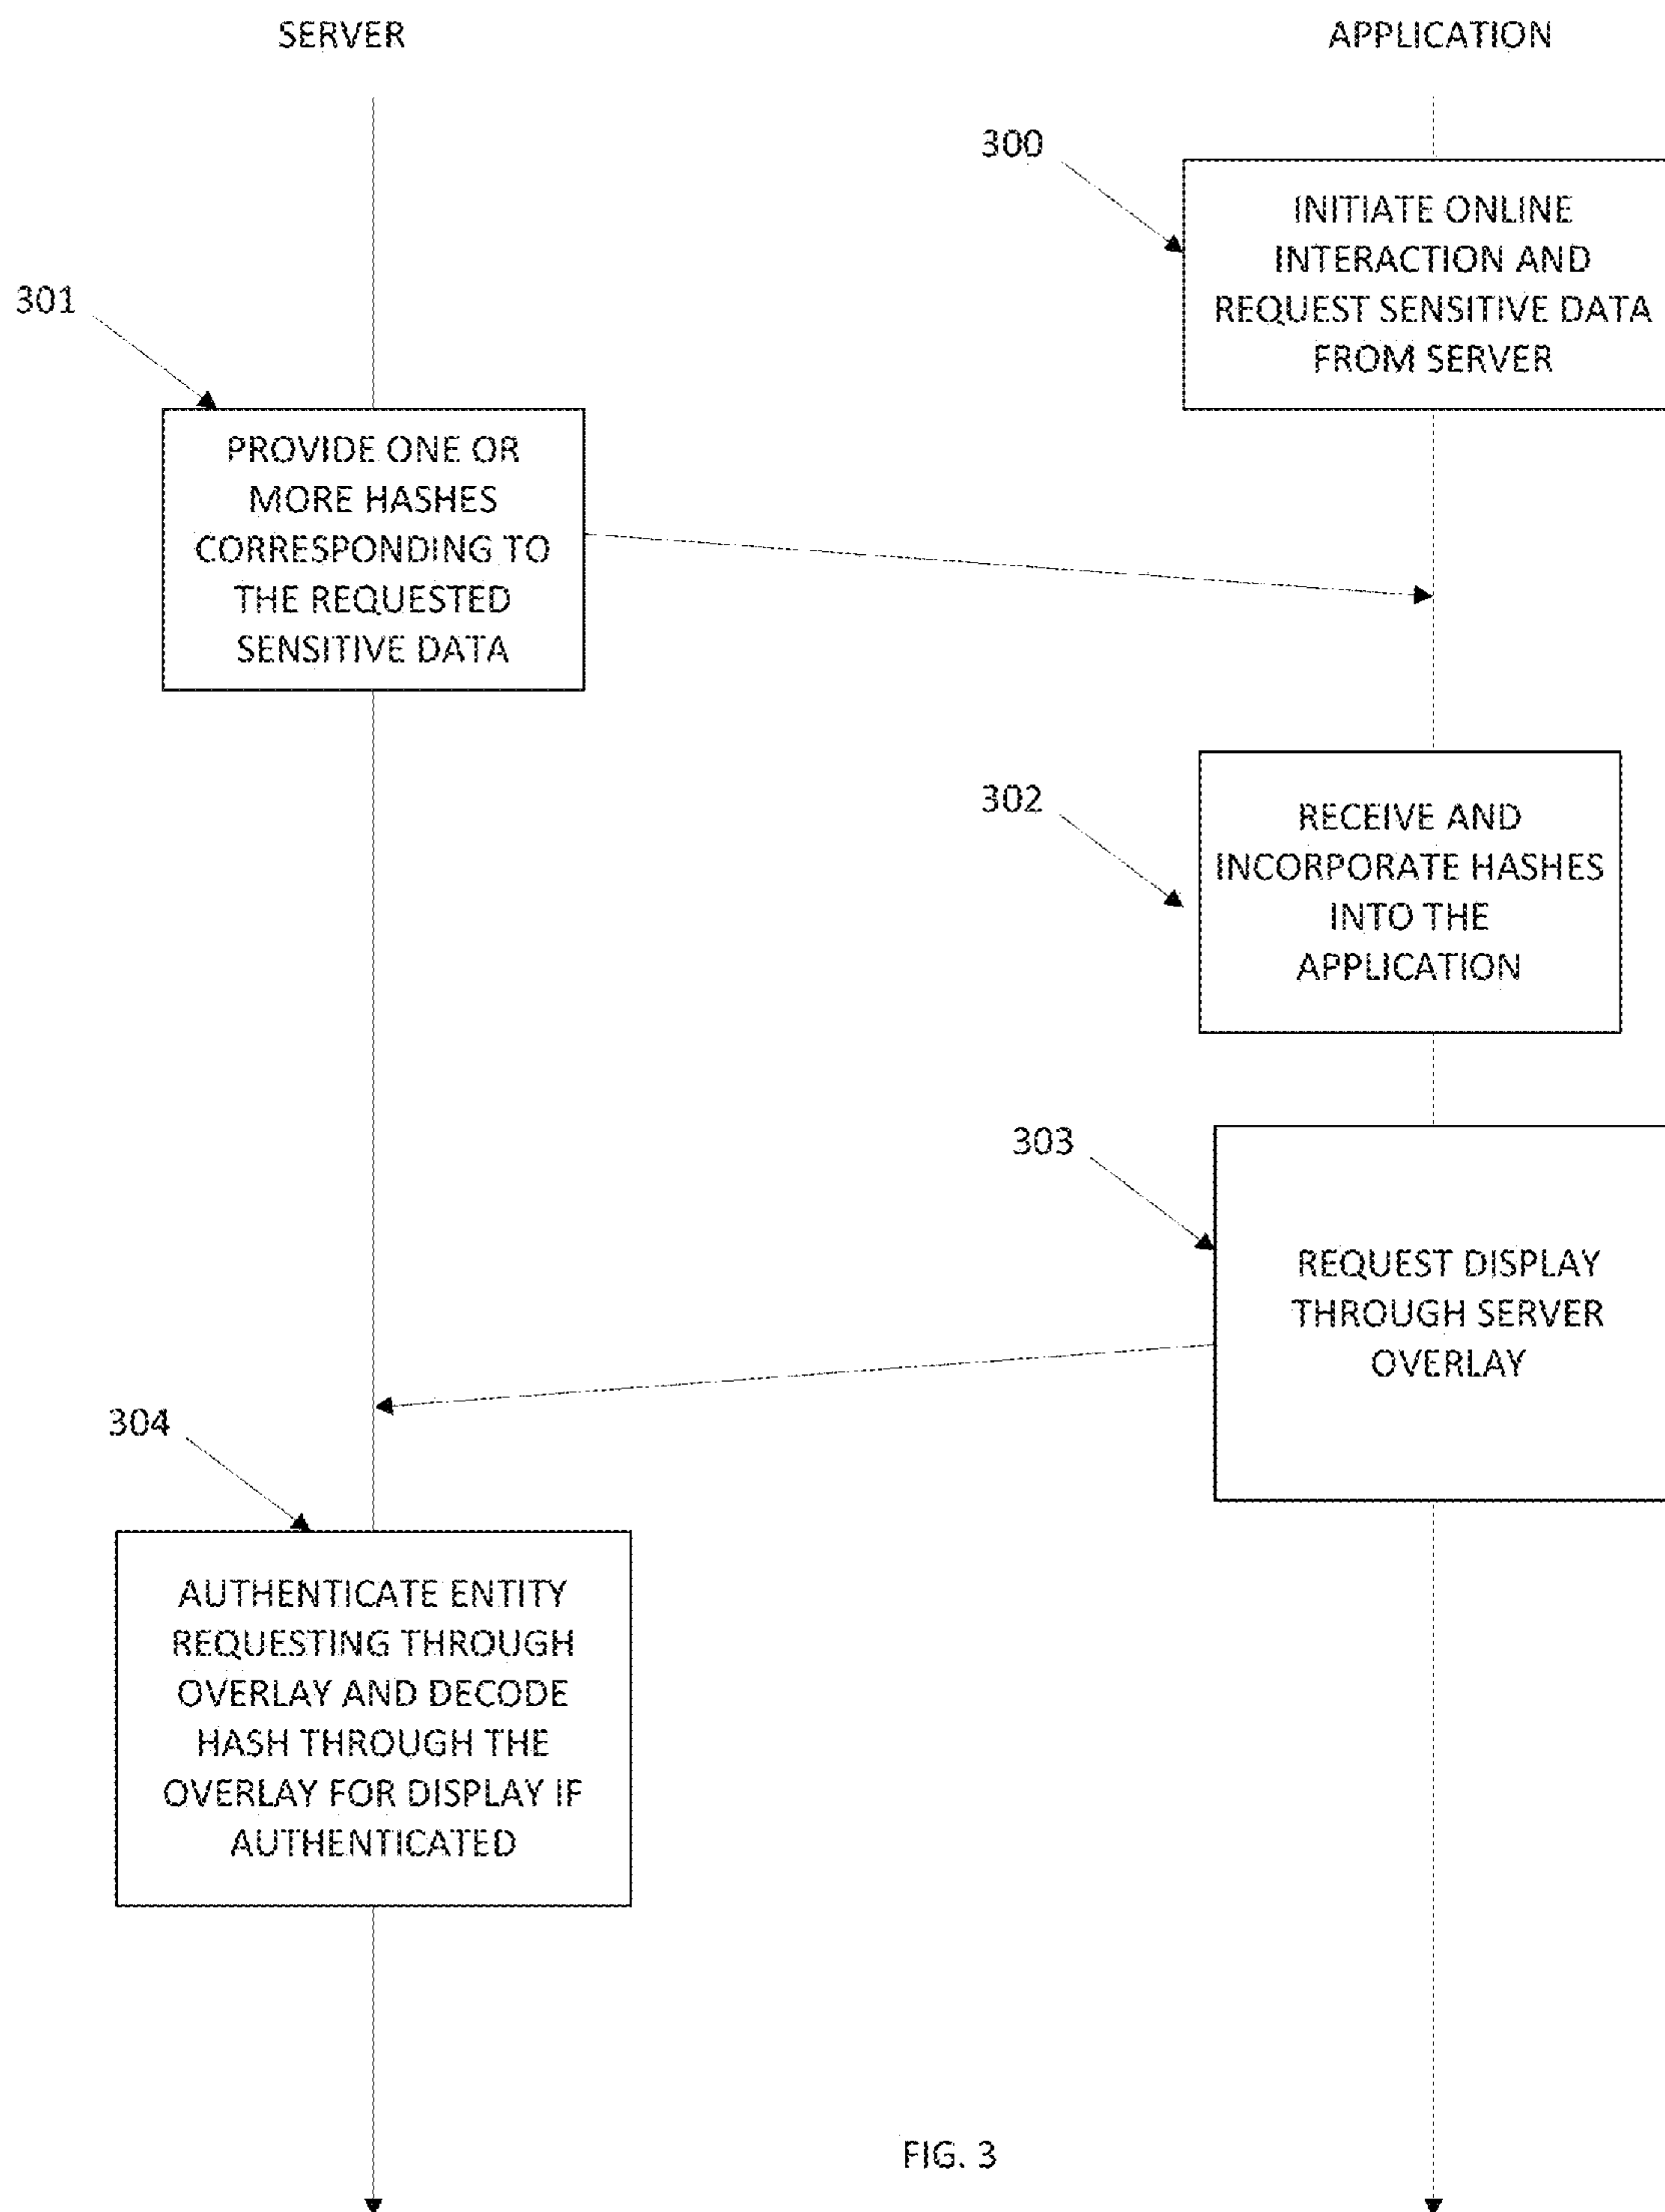 SERVER
APPLICATION
300
INITIATE ONLINE
INTERACTION AND
REQUEST SENSITIVE DATA
FROM SERVER
301
PROVIDE ONE OR
MORE HASHES
CORRESPONDING TO
THE REQUESTED
SENSITIVE DATA
302
RECEIVE AND
INCORPORATE HASHES
INTO THE
APPLICATION
303
REQUEST DISPLAY
THROUGH SERVER
OVERLAY
304
AUTHENTICATE ENTITY
REQUESTING THROUGH
OVERLAY AND DECODE
HASH THROUGH THE
OVERLAY FOR DISPLAY IF
AUTHENTICATED
FIG. 3